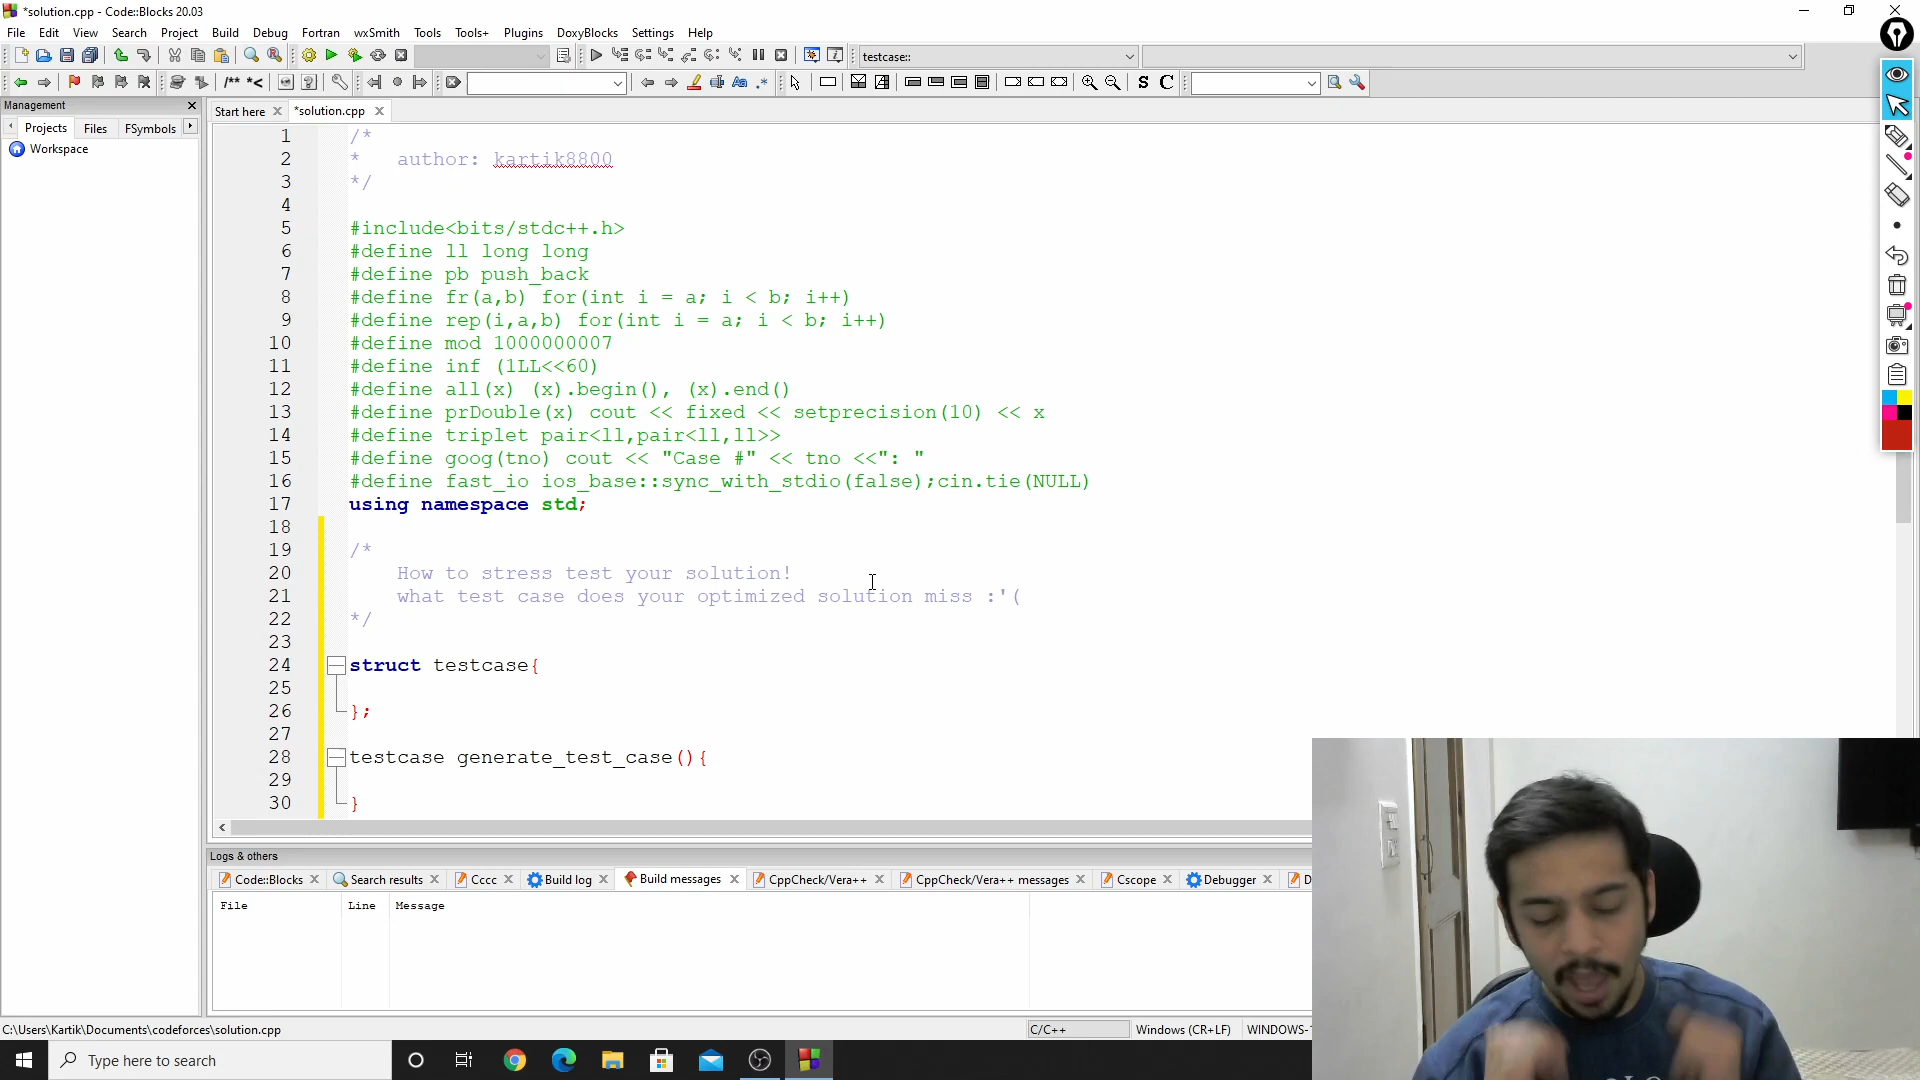 *solution.cpp - Code::Blocks 20.03
File Edit View Search Project Build Debug Fortran wxSmith Tools Tools+ Plugins DoxyBlocks Settings Help
testcase::
/** *< Aa .* S C
Management
Start here *solution.cpp
Projects Files FSymbols
Workspace
1 /*
2 * author: kartik8800
3 */
4
5 #include<bits/stdc++.h>
6 #define ll long long
7 #define pb push_back
8 #define fr(a,b) for(int i = a; i < b; i++)
9 #define rep(i,a,b) for(int i = a; i < b; i++)
10 #define mod 1000000007
11 #define inf (1LL<<60)
12 #define all(x) (x).begin(), (x).end()
13 #define prDouble(x) cout << fixed << setprecision(10) << x
14 #define triplet pair<ll,pair<ll,ll>>
15 #define goog(tno) cout << "Case #" << tno <<": "
16 #define fast_io ios_base::sync_with_stdio(false);cin.tie(NULL)
17 using namespace std;
18
19 /*
20 How to stress test your solution!
21 what test case does your optimized solution miss :'(
22 */
23
24 struct testcase{
25
26 };
27
28 testcase generate_test_case(){
29
30 }
Logs & others
Code::Blocks Search results Cccc Build log Build messages CppCheck/Vera++ CppCheck/Vera++ messages Cscope Debugger D
File Line Message
C:\Users\Kartik\Documents\codeforces\solution.cpp C/C++ Windows (CR+LF) WINDOWS-1
Type here to search